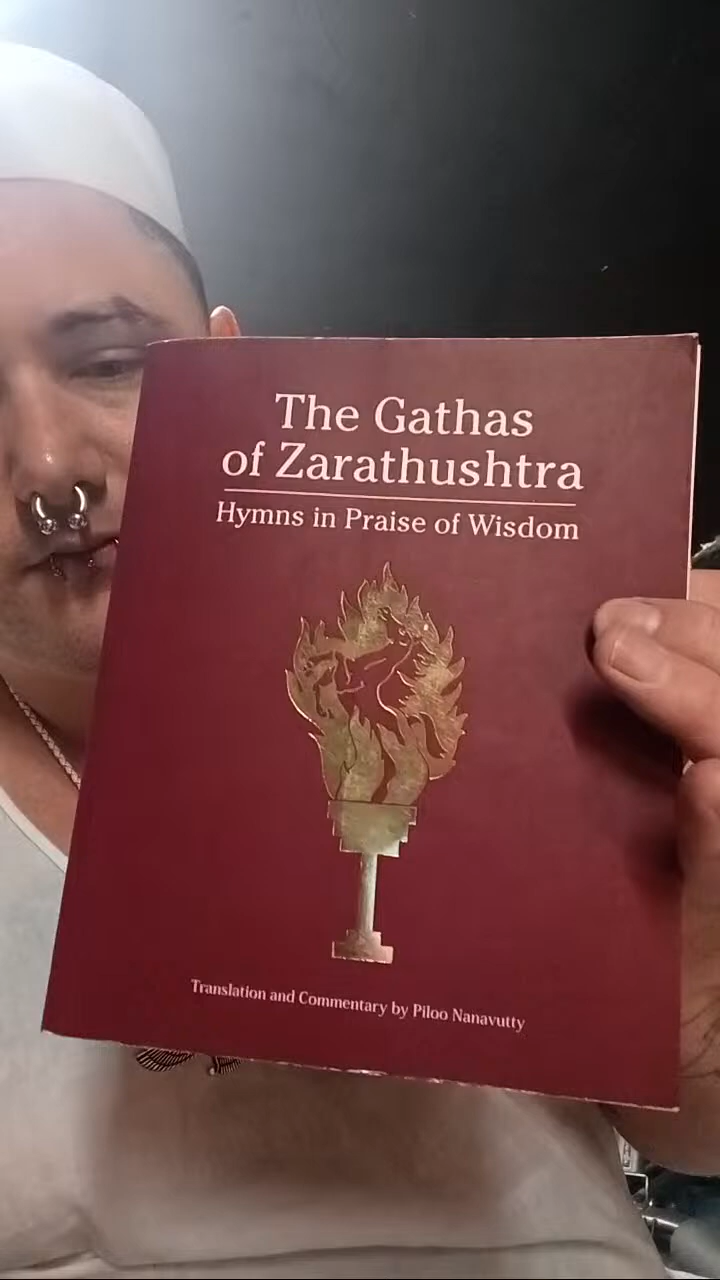 The Gathas
of Zarathushtra
Hymns in Praise of Wisdom
Translation and Commentary by Piloo Nanavutty